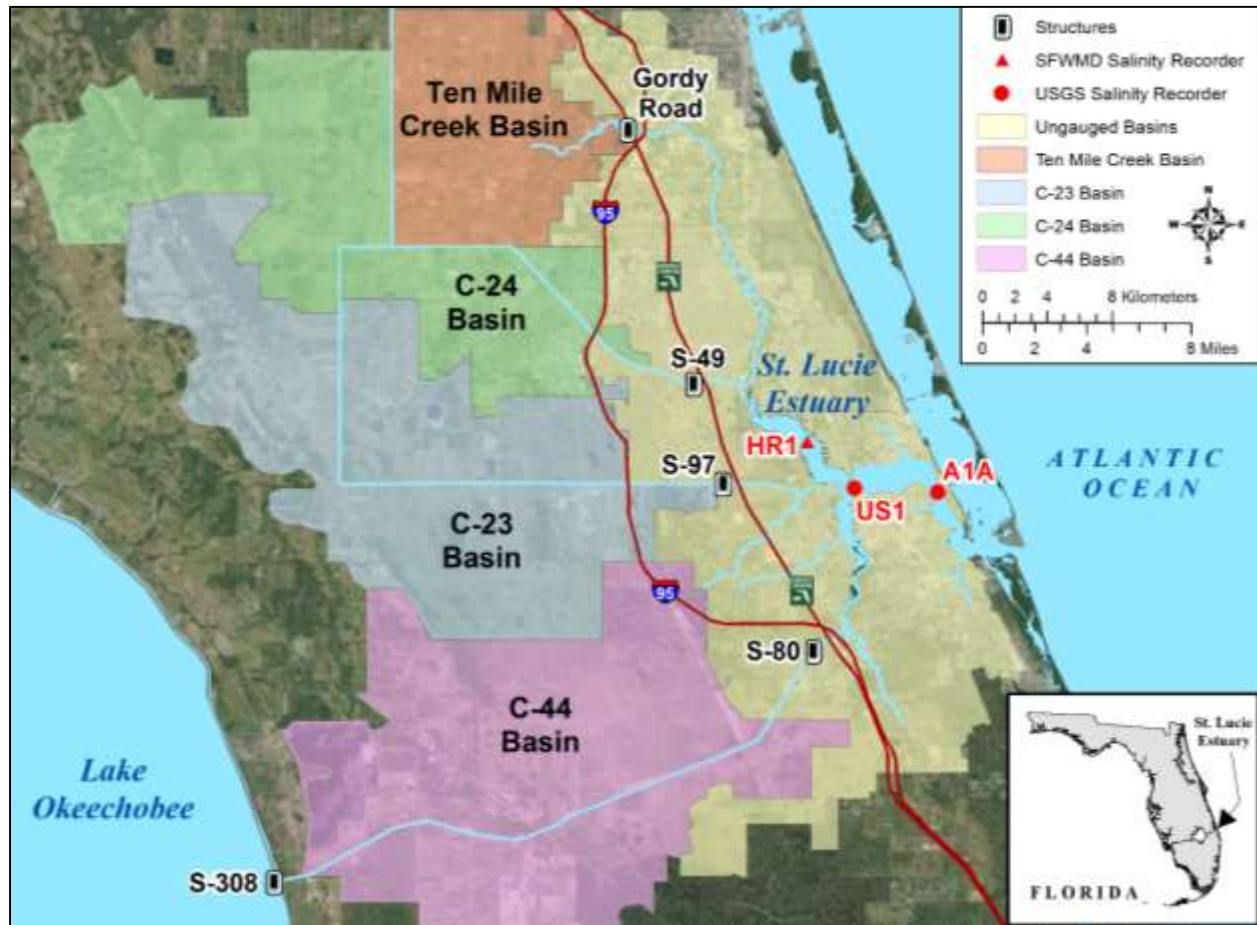 Structures
SFWMD Salinity Recorder
USGS Salinity Recorder
Ungauged Basins
Ten Mile Creek Basin
C-23 Basin
C-24 Basin
C-44 Basin
N
W
E
S
0 2 4 8 Kilometers
0 2 4 8 Miles
Gordy
Road
Ten Mile
Creek Basin
95
C-24
Basin
S-49
St. Lucie
Estuary
HR1
S-97
A1A
US1
ATLANTIC
OCEAN
C-23
Basin
95
S-80
C-44
Basin
Lake
Okeechobee
S-308
St. Lucie
Estuary
FLORIDA